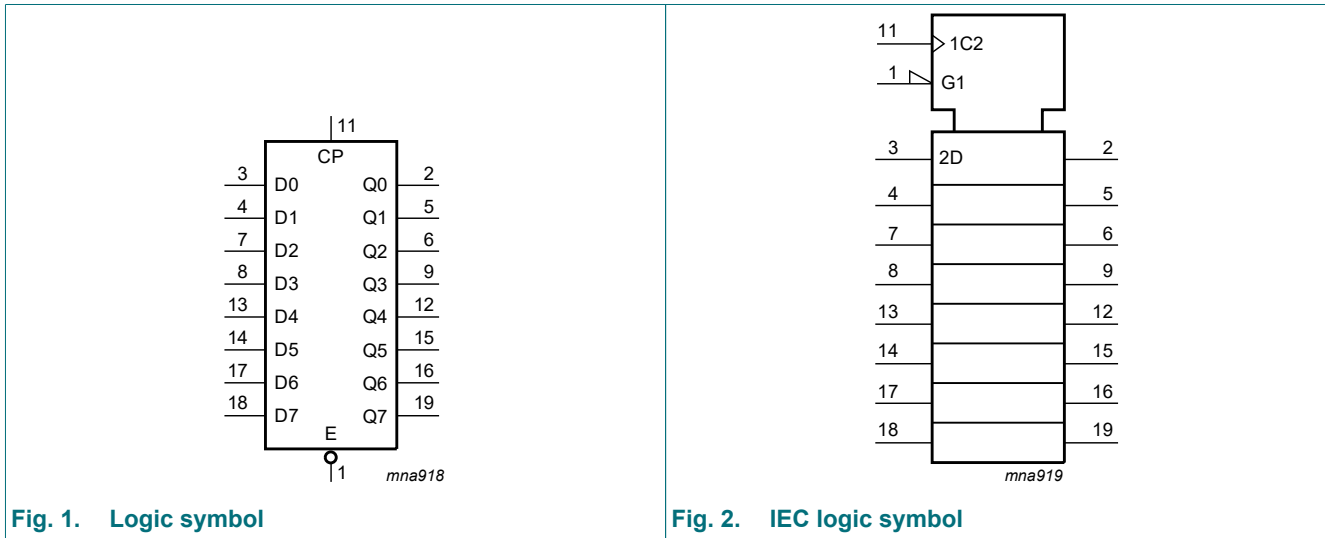 11
CP
3 D0 Q0 2
4 D1 Q1 5
7 D2 Q2 6
8 D3 Q3 9
13 D4 Q4 12
14 D5 Q5 15
17 D6 Q6 16
18 D7 Q7 19
E
1 mna918
Fig. 1. Logic symbol
11 1C2
1 G1
3 2D 2
4 5
7 6
8 9
13 12
14 15
17 16
18 19
mna919
Fig. 2. IEC logic symbol